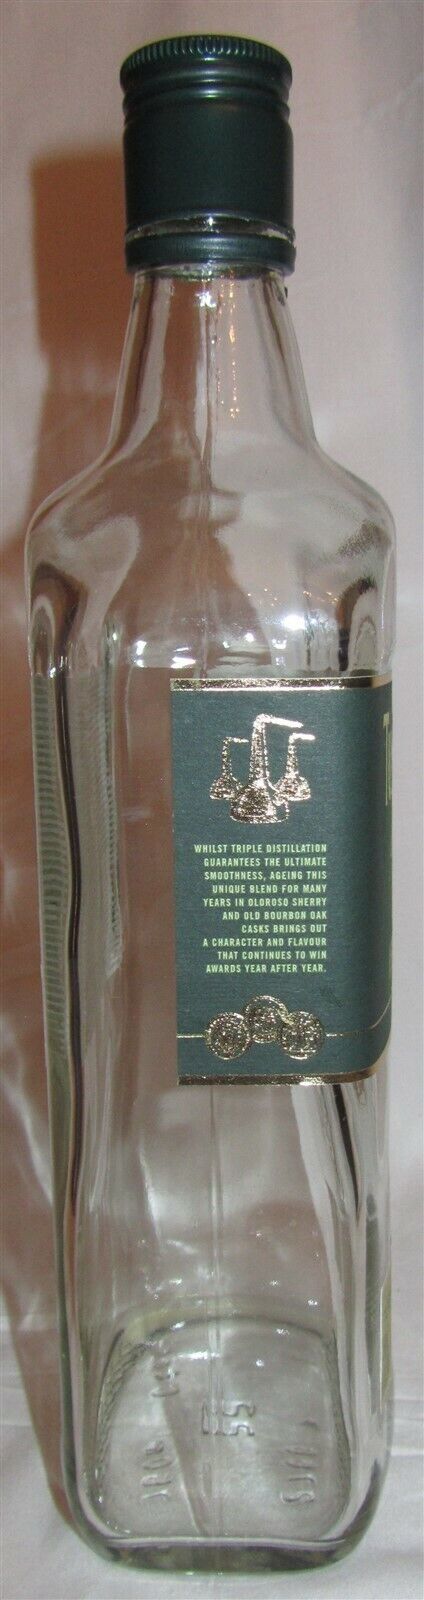 WHILST TRIPLE DISTILLATION
GUARANTEES THE ULTIMATE
SMOOTHNESS, AGEING THIS
UNIQUE BLEND FOR MANY
YEARS IN OLOROSO SHERRY
AND OLD BOURBON OAK
CASKS BRINGS OUT
A CHARACTER AND FLAVOUR
THAT CONTINUES TO WIN
AWARDS YEAR AFTER YEAR.